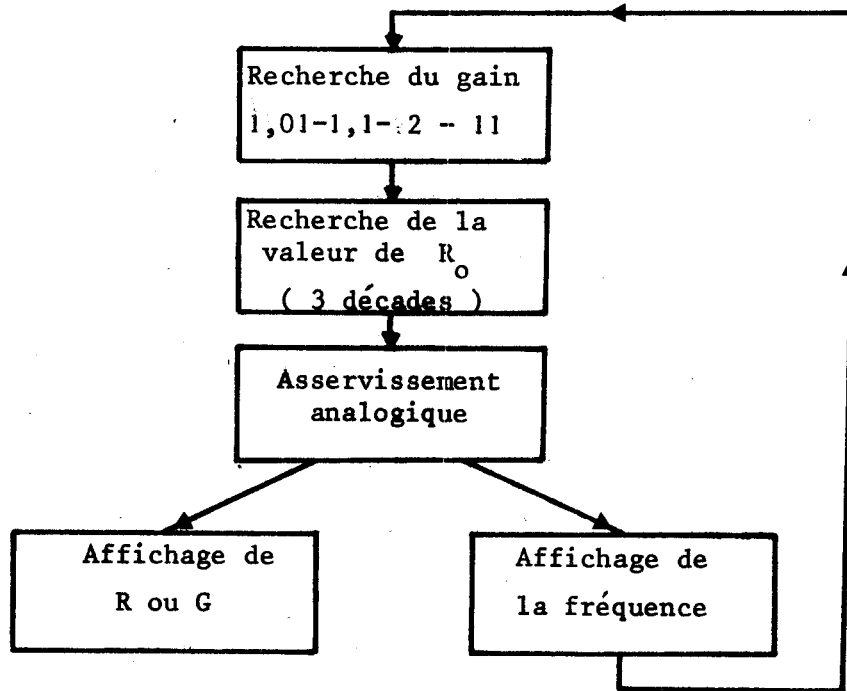 Recherche du gain
1,01-1,1- 2 - 11
Recherche de la
valeur de Ro
( 3 décades )
Asservissement
analogique
Affichage de
R ou G
Affichage de
la fréquence